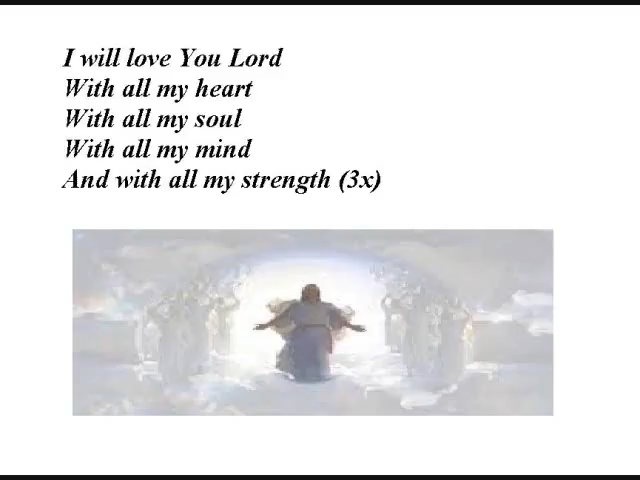 I will love You Lord
With all my heart
With all my soul
With all my mind
And with all my strength (3x)